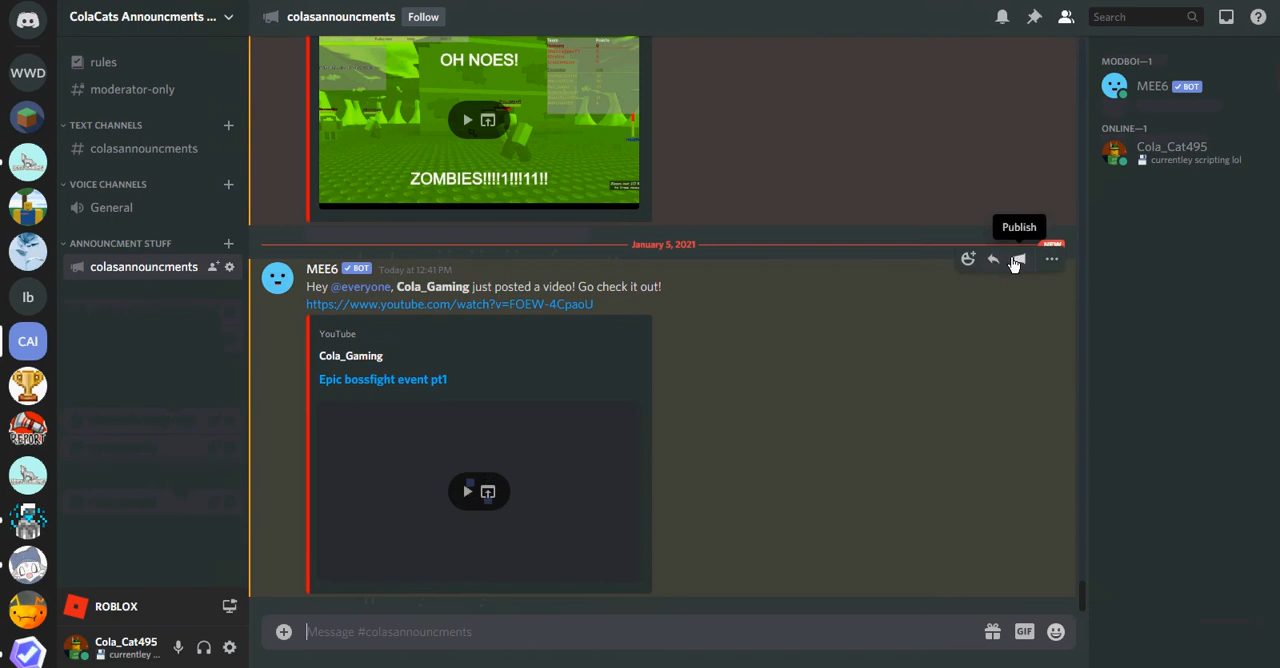 ColaCats Announcments ...
colasannouncments
Follow
Search
WWD
rules
moderator-only
TEXT CHANNELS
colasannouncments
VOICE CHANNELS
General
ANNOUNCMENT STUFF
colasannouncments
lb
CAI
REPORT
ROBLOX
Cola_Cat495
currentley ...
OH NOES!
ZOMBIES!!!!1!!!11!!
January 5, 2021
NEW
Publish
MEE6 BOT Today at 12:41 PM
Hey @everyone, Cola_Gaming just posted a video! Go check it out!
https://www.youtube.com/watch?v=FOEW-4CpaoU
YouTube
Cola_Gaming
Epic bossfight event pt1
Message #colasannouncments
GIF
MODBOI—1
MEE6 BOT
ONLINE—1
Cola_Cat495
currentley scripting lol